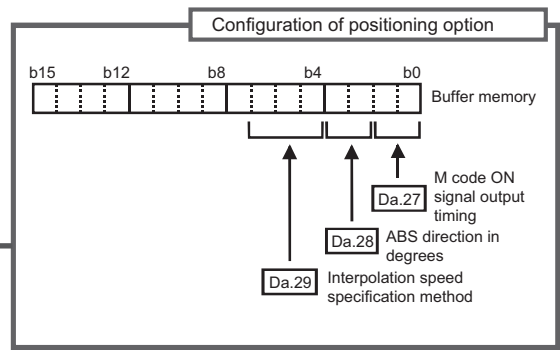 Configuration of positioning option
b15 b12 b8 b4 b0
Buffer memory
Da.27 M code ON
signal output
timing
Da.28 ABS direction in
degrees
Da.29 Interpolation speed
specification method